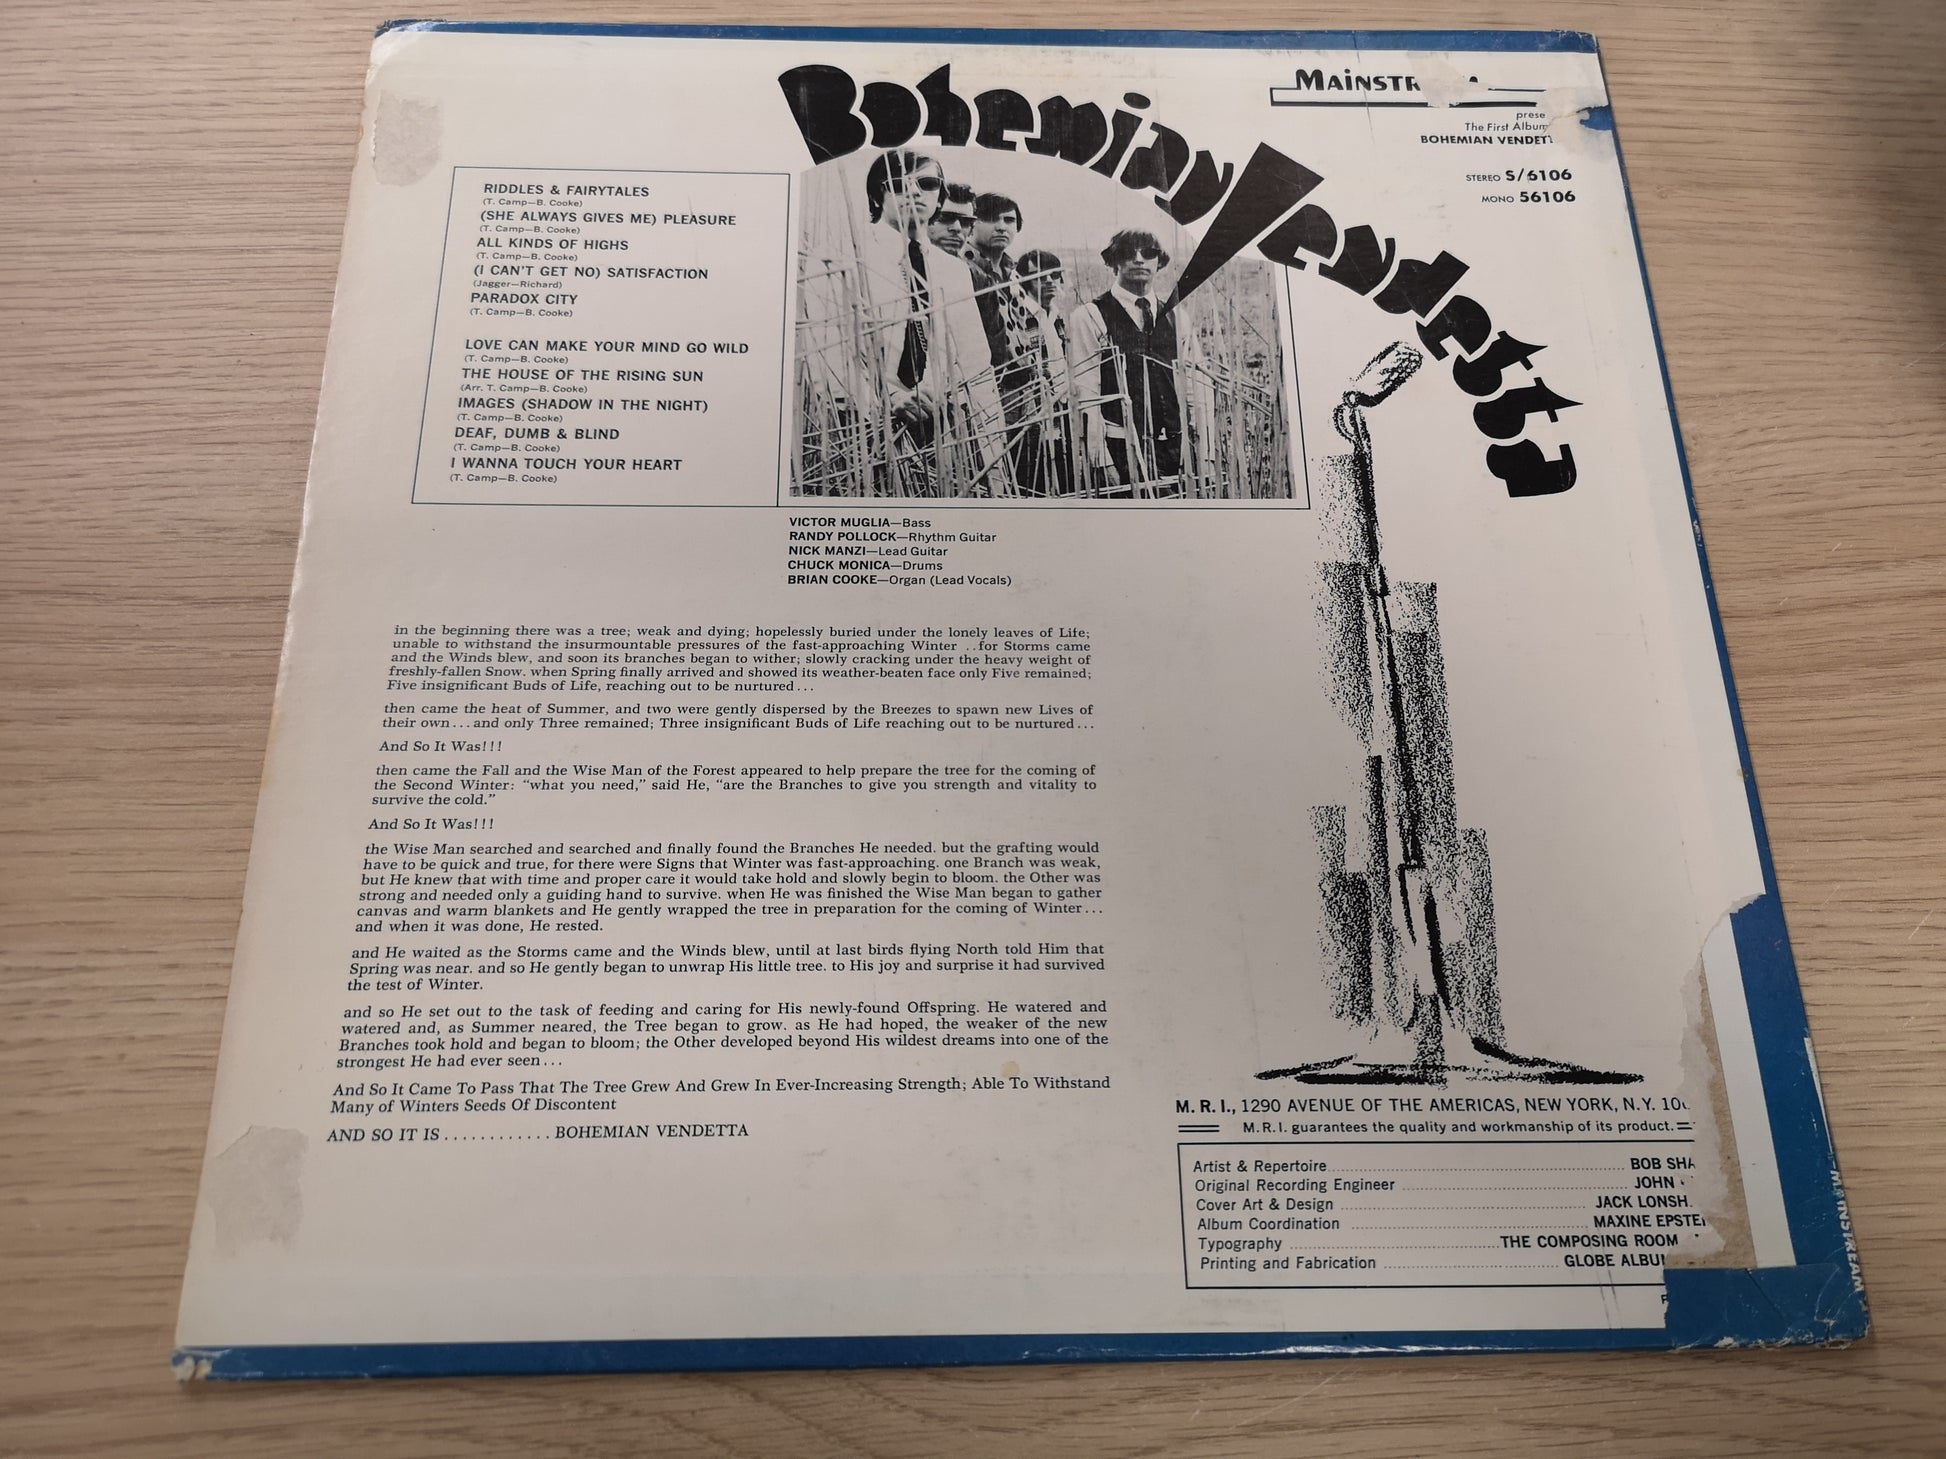 Bohemian Vendetta
MAINSTR
The First Album
BOHEMIAN VENDETT
STEREO S/6106
MONO 56106
RIDDLES & FAIRYTALES
(T. Camp—B. Cooke)
(SHE ALWAYS GIVES ME) PLEASURE
(T. Camp—B. Cooke)
ALL KINDS OF HIGHS
(T. Camp—B. Cooke)
(I CAN'T GET NO) SATISFACTION
(Jagger—Richard)
PARADOX CITY
(T. Camp—B. Cooke)
LOVE CAN MAKE YOUR MIND GO WILD
(T. Camp—B. Cooke)
THE HOUSE OF THE RISING SUN
(Arr. T. Camp—B. Cooke)
IMAGES (SHADOW IN THE NIGHT)
(T. Camp—B. Cooke)
DEAF, DUMB & BLIND
(T. Camp—B. Cooke)
I WANNA TOUCH YOUR HEART
(T. Camp—B. Cooke)
VICTOR MUGLIA—Bass
RANDY POLLOCK—Rhythm Guitar
NICK MANZI—Lead Guitar
CHUCK MONICA—Drums
BRIAN COOKE—Organ (Lead Vocals)
in the beginning there was a tree; weak and dying; hopelessly buried under the lonely leaves of Life;
unable to withstand the insurmountable pressures of the fast-approaching Winter ..for Storms came
and the Winds blew, and soon its branches began to wither; slowly cracking under the heavy weight of
freshly-fallen Snow. when Spring finally arrived and showed its weather-beaten face only Five remained;
Five insignificant Buds of Life, reaching out to be nurtured...
then came the heat of Summer, and two were gently dispersed by the Breezes to spawn new Lives of
their own...and only Three remained; Three insignificant Buds of Life reaching out to be nurtured...
And So It Was!!!
then came the Fall and the Wise Man of the Forest appeared to help prepare the tree for the coming of
the Second Winter: "what you need," said He, "are the Branches to give you strength and vitality to
survive the cold."
And So It Was!!!
the Wise Man searched and searched and finally found the Branches He needed. but the grafting would
have to be quick and true, for there were Signs that Winter was fast-approaching. one Branch was weak,
but He knew that with time and proper care it would take hold and slowly begin to bloom. the Other was
strong and needed only a guiding hand to survive. when He was finished the Wise Man began to gather
canvas and warm blankets and He gently wrapped the tree in preparation for the coming of Winter...
and when it was done, He rested.
and He waited as the Storms came and the Winds blew, until at last birds flying North told Him that
Spring was near. and so He gently began to unwrap His little tree. to His joy and surprise it had survived
the test of Winter.
and so He set out to the task of feeding and caring for His newly-found Offspring. He watered and
watered and, as Summer neared, the Tree began to grow. as He had hoped, the weaker of the new
Branches took hold and began to bloom; the Other developed beyond His wildest dreams into one of the
strongest He had ever seen...
And So It Came To Pass That The Tree Grew And Grew In Ever-Increasing Strength; Able To Withstand
Many of Winters Seeds Of Discontent
AND SO IT IS ............ BOHEMIAN VENDETTA
M.R.I., 1290 AVENUE OF THE AMERICAS, NEW YORK, N.Y. 10
M.R.I. guarantees the quality and workmanship of its product.
Artist & Repertoire BOB SHA
Original Recording Engineer JOHN
Cover Art & Design JACK LONSH
Album Coordination MAXINE EPSTE
Typography THE COMPOSING ROOM
Printing and Fabrication GLOBE ALBU
MAINSTREAM